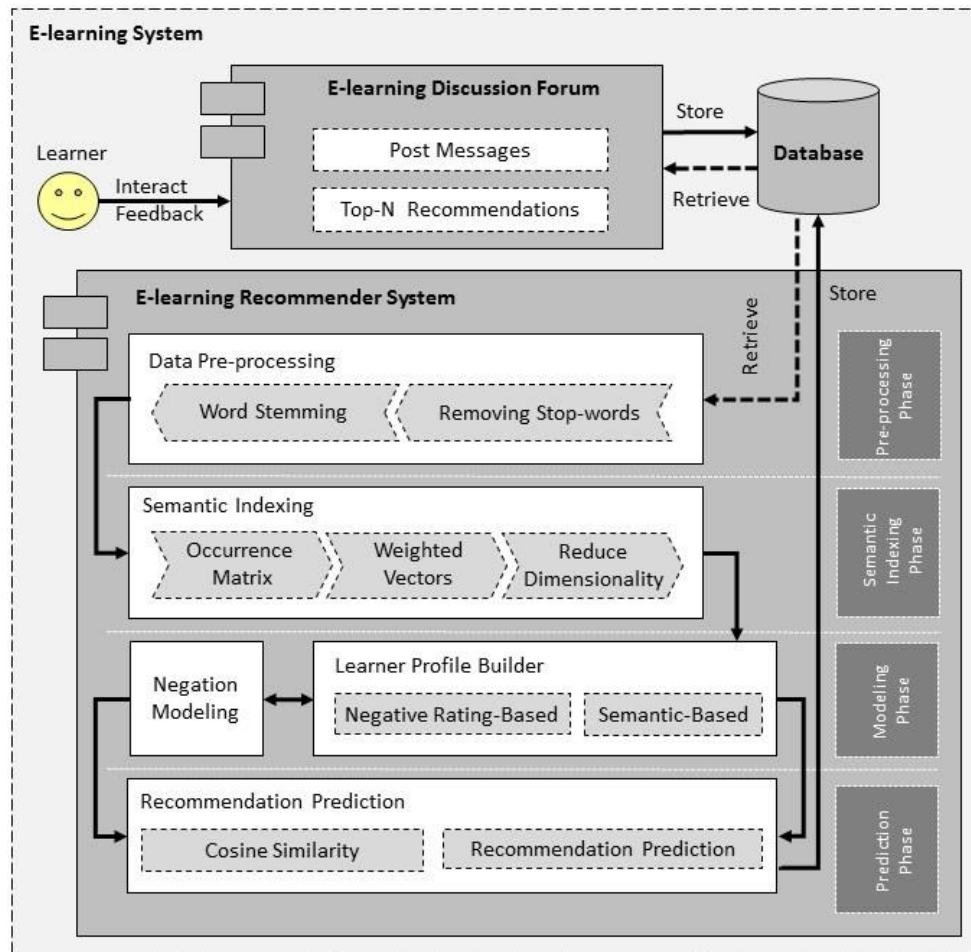 E-learning System
E-learning Discussion Forum
Post Messages
Top-N Recommendations
Learner
Interact
Feedback
Store
Retrieve
Database
E-learning Recommender System
Retrieve
Store
Data Pre-processing
Word Stemming
Removing Stop-words
Pre-processing
Phase
Semantic Indexing
Occurrence
Matrix
Weighted
Vectors
Reduce
Dimensionality
Semantic
Indexing
Phase
Negation
Modeling
Learner Profile Builder
Negative Rating-Based
Semantic-Based
Modeling
Phase
Recommendation Prediction
Cosine Similarity
Recommendation Prediction
Prediction
Phase